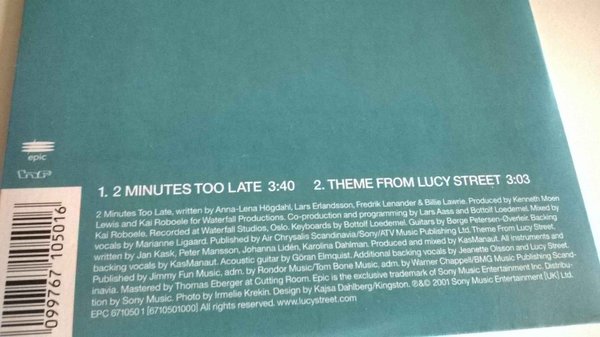 epic
1. 2 MINUTES TOO LATE 3:40 2. THEME FROM LUCY STREET 3:03
2 Minutes Too Late, written by Anna-Lena Högdahl, Lars Erlandsson, Fredrik Lenander & Billie Lawrie. Produced by Kenneth Moen
Lewis and Kai Roboele for Waterfall Productions. Co-production and programming by Lars Aass and Bottolf Loedemel. Mixed by
Kai Roboele. Recorded at Waterfall Studios, Oslo. Keyboards by Bottolf Loedemel. Guitars by Børge Petersen-Øverleir. Backing
vocals by Marianne Ligaard. Published by Air Chrysalis Scandinavia/Sony/ATV Music Publishing Ltd. Theme From Lucy Street,
written by Jan Kask, Peter Mansson, Johanna Lidén, Karolina Dahlman. Produced and mixed by KasManaut. All instruments and
backing vocals by KasManaut. Acoustic guitar by Göran Elmquist. Additional backing vocals by Jeanette Olsson and Lucy Street.
Published by Jimmy Fun Music, adm. by Rondor Music/Tom Bone Music, adm. by Warner Chappell/BMG Music Publishing Scand-
inavia. Mastered by Thomas Eberger at Cutting Room. Epic is the exclusive trademark of Sony Music Entertainment Inc. Distribu-
tion by Sony Music. Photo by Irmelie Krekin. Design by Kajsa Dahlberg/Kingston. ℗&© 2001 Sony Music Entertainment (UK) Ltd.
EPC 671050 1 [6710501000] All rights reserved. www.lucystreet.com
099767 105016